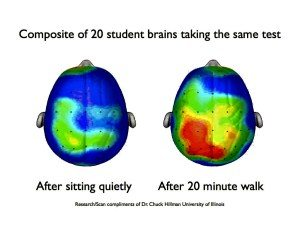 Composite of 20 student brains taking the same test
After sitting quietly
After 20 minute walk
Research/Scan compliments of Dr. Chuck Hillman University of Illinois